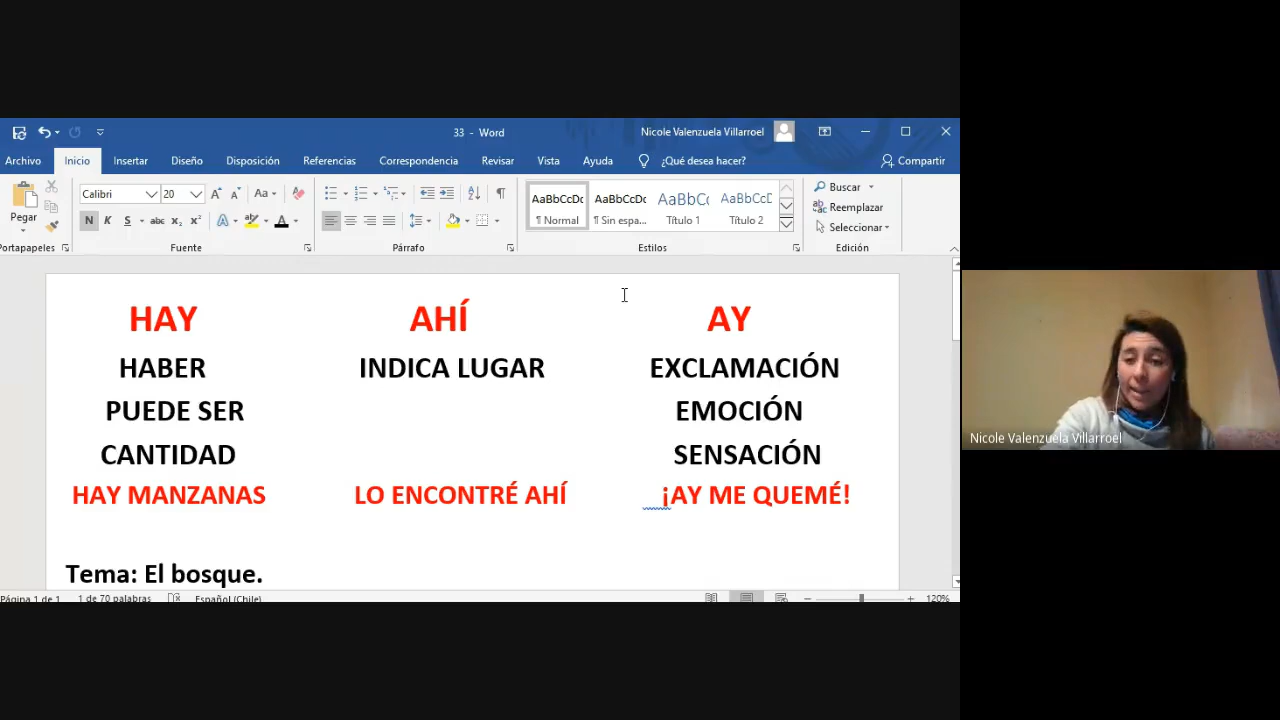 33 - Word
Nicole Valenzuela Villarroel
Archivo Inicio Insertar Diseño Disposición Referencias Correspondencia Revisar Vista Ayuda ¿Qué desea hacer? Compartir
Pegar
Calibri 20
Aa
N K S abc x₂ x² A A
AaBbCcDc AaBbCcDc AaBbCc AaBbCcD
¶ Normal ¶ Sin espa... Título 1 Título 2
Buscar
Reemplazar
Seleccionar
Portapapeles Fuente Párrafo Estilos Edición
HAY AHÍ AY
HABER INDICA LUGAR EXCLAMACIÓN
PUEDE SER EMOCIÓN
CANTIDAD SENSACIÓN
HAY MANZANAS LO ENCONTRÉ AHÍ ¡AY ME QUEMÉ!
Tema: El bosque.
Página 1 de 1 1 de 70 palabras Español (Chile) 120%
Nicole Valenzuela Villarroel